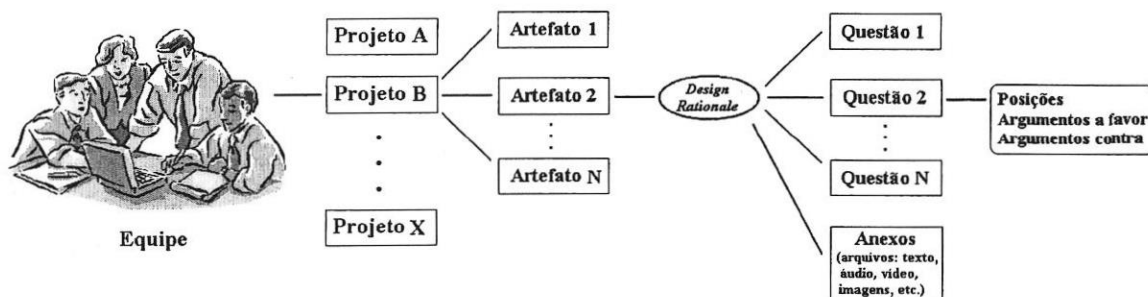 Equipe
Projeto A
Projeto B
Projeto X
Artefato 1
Artefato 2
Artefato N
Design
Rationale
Questão 1
Questão 2
Questão N
Anexos
(arquivos: texto,
áudio, vídeo,
imagens, etc.)
Posições
Argumentos a favor
Argumentos contra